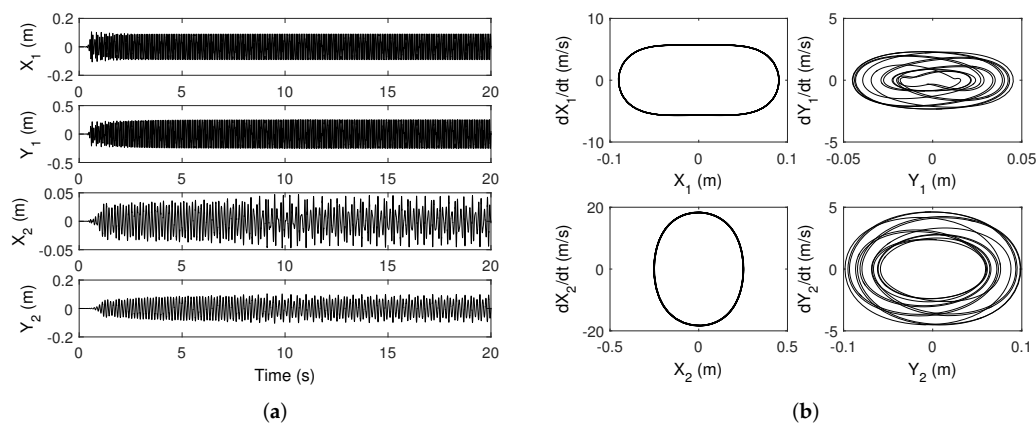 0.2
X1 (m)
0
-0.2
0 5 10 15 20
0.5
Y1 (m)
0
-0.5
0 5 10 15 20
0.05
X2 (m)
0
-0.05
0 5 10 15 20
0.2
Y2 (m)
0
-0.2
0 5 10 15 20
Time (s)
(a)
10
5
dX1/dt (m/s)
0
-5
-10
-0.1 0 0.1
X1 (m)
5
dY1/dt (m/s)
0
-5
-0.05 0 0.05
Y1 (m)
20
dX2/dt (m/s)
0
-20
-0.5 0 0.5
X2 (m)
5
dY2/dt (m/s)
0
-5
-0.1 0 0.1
Y2 (m)
(b)